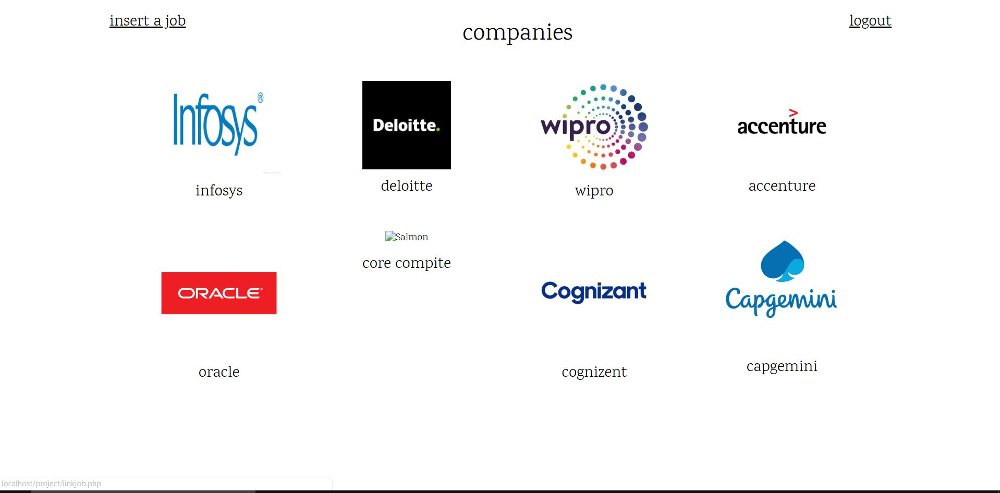 insert a job
companies
logout
Infosys®
Deloitte.
wipro
accenture
infosys
deloitte
wipro
accenture
Salmon
core compite
ORACLE®
Cognizant
Capgemini
oracle
cognizent
capgemini
localhost/project/linkjob.php